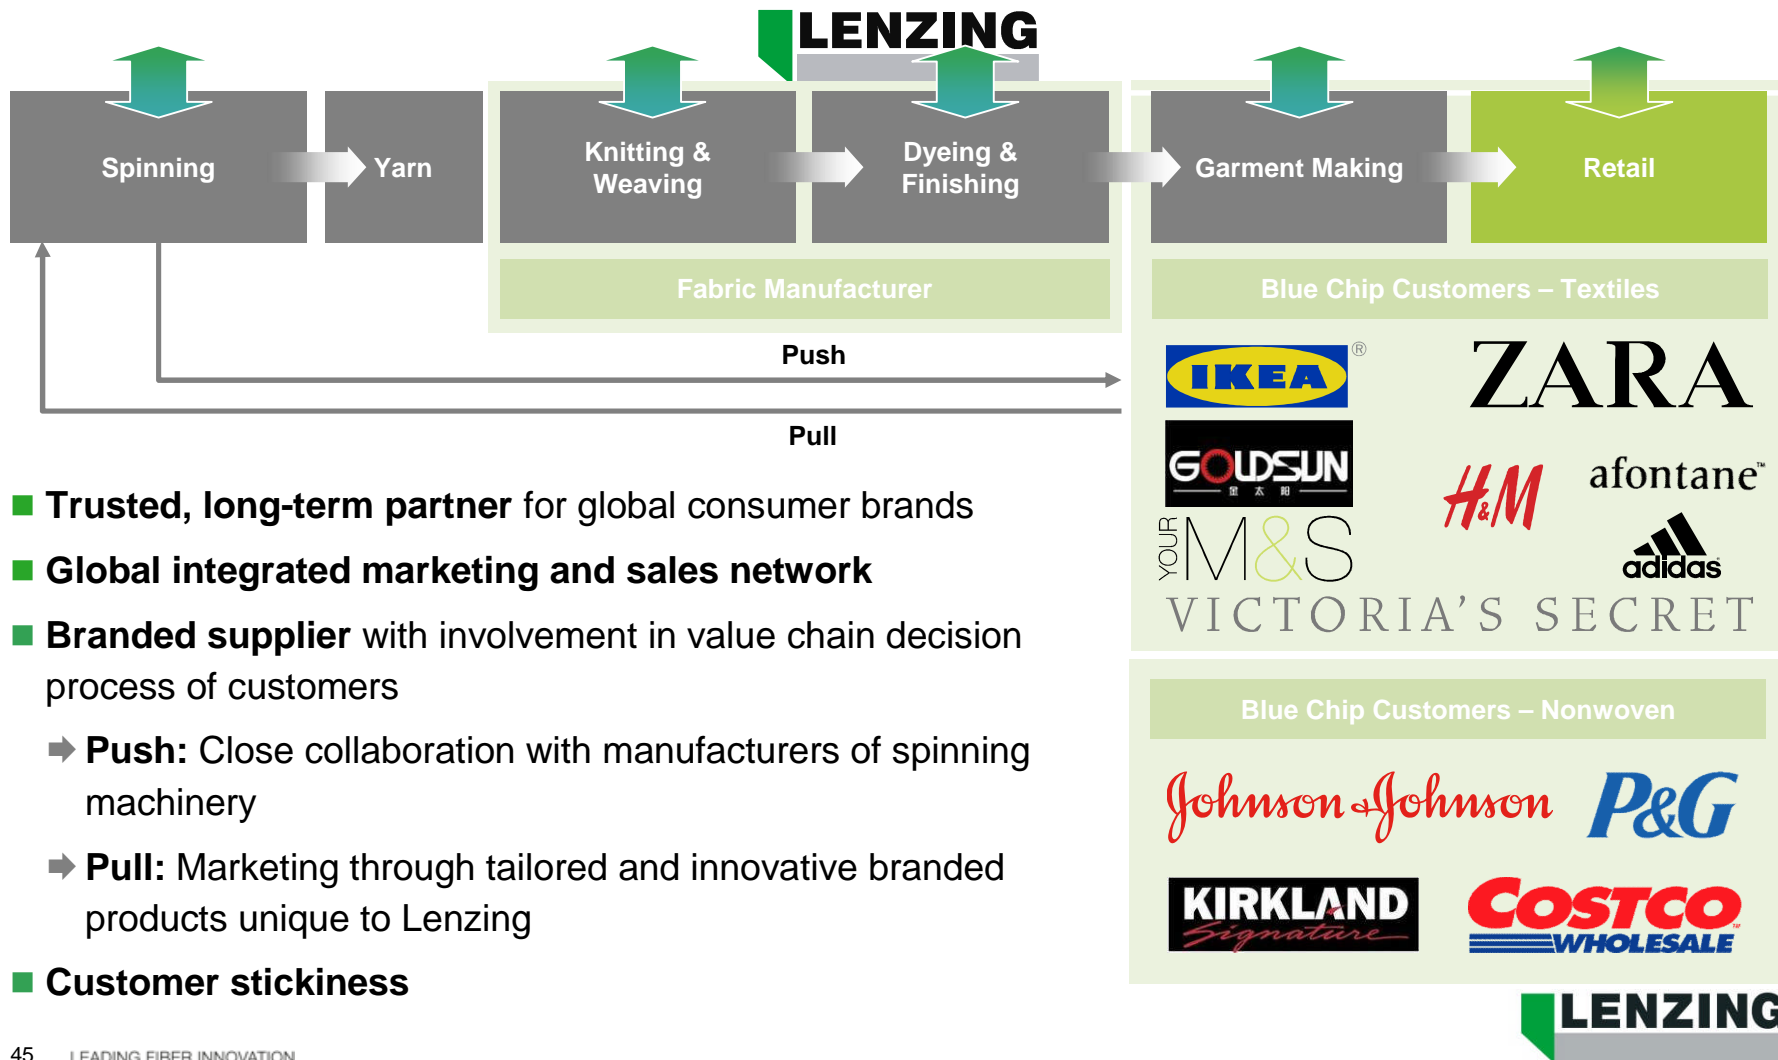 LENZING
Spinning
Yarn
Knitting &
Weaving
Dyeing &
Finishing
Garment Making
Retail
Fabric Manufacturer
Blue Chip Customers – Textiles
Push
Pull
IKEA ®
ZARA
GOLDSUN
金 太 阳
H&M
afontane™
YOUR M&S
adidas
VICTORIA'S SECRET
Trusted, long-term partner for global consumer brands
Global integrated marketing and sales network
Branded supplier with involvement in value chain decision
process of customers
Push: Close collaboration with manufacturers of spinning
machinery
Pull: Marketing through tailored and innovative branded
products unique to Lenzing
Customer stickiness
Blue Chip Customers – Nonwoven
Johnson & Johnson
P&G
KIRKLAND
Signature
COSTCO
WHOLESALE
LENZING
45 LEADING FIBER INNOVATION